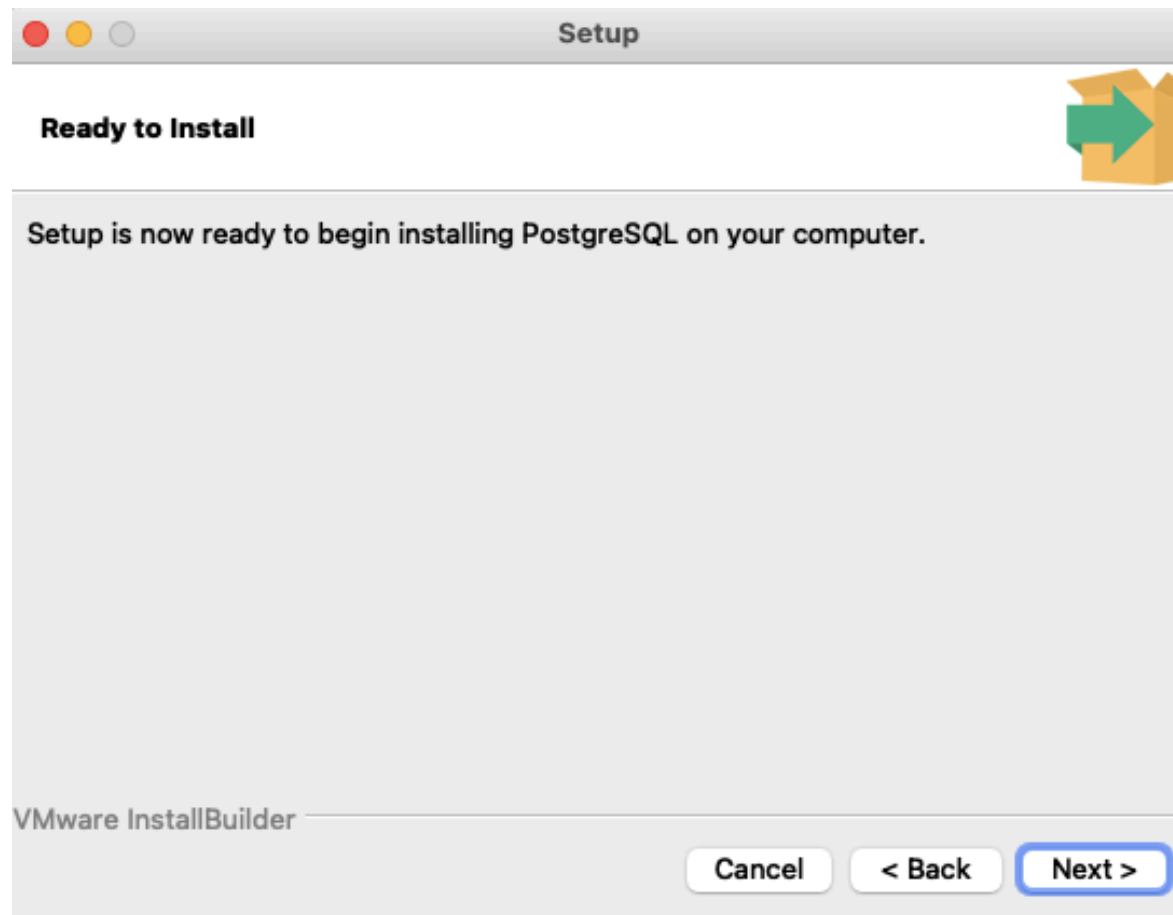 Setup
Ready to Install
Setup is now ready to begin installing PostgreSQL on your computer.
VMware InstallBuilder
Cancel
< Back
Next >